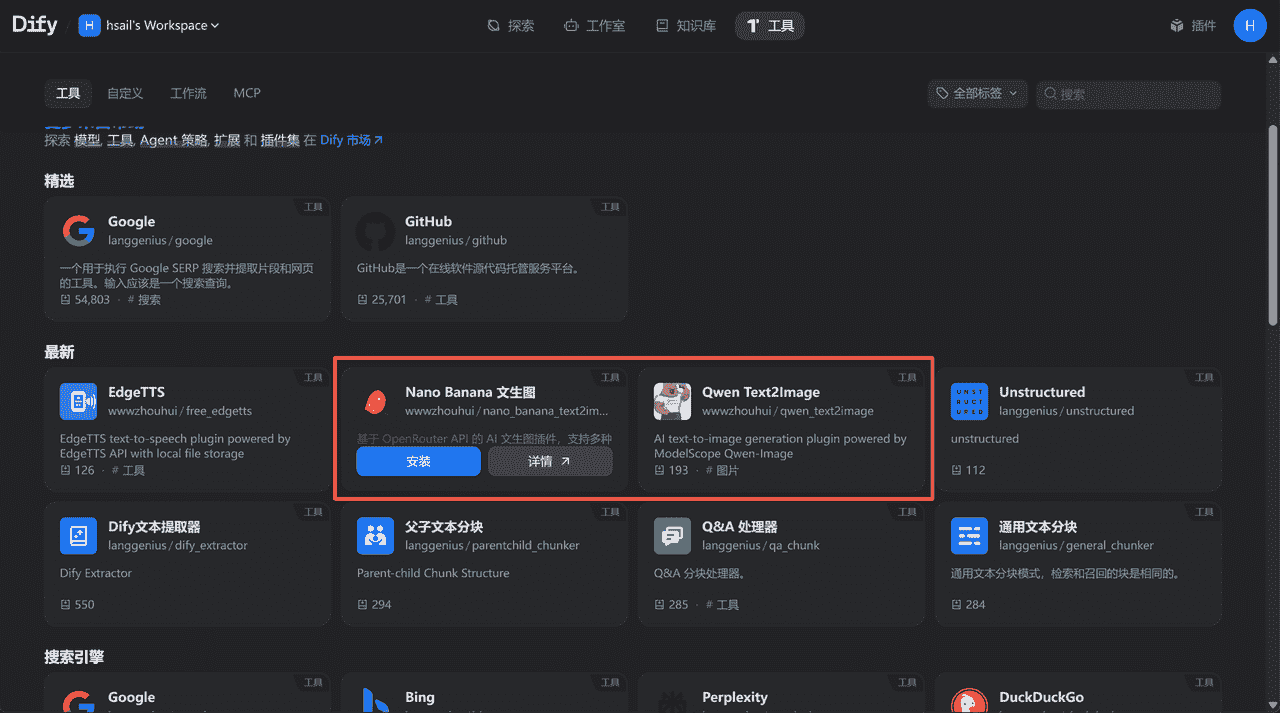 Dify / H hsail's Workspace
探索
工作室
知识库
工具
插件
H
工具
自定义
工作流
MCP
全部标签
搜索
探索 模型, 工具, Agent 策略, 扩展 和 插件集 在 Dify 市场
精选
工具
Google
langgenius / google
一个用于执行 Google SERP 搜索并提取片段和网页
的工具。输入应该是一个搜索查询。
54,803 · # 搜索
工具
GitHub
langgenius / github
GitHub是一个在线软件源代码托管服务平台。
25,701 · # 工具
最新
工具
EdgeTTS
wwwzhouhui / free_edgetts
EdgeTTS text-to-speech plugin powered by
EdgeTTS API with local file storage
126 · # 工具
工具
Nano Banana 文生图
wwwzhouhui / nano_banana_text2im...
基于 OpenRouter API 的 AI 文生图插件，支持多种
安装
详情
工具
Qwen Text2Image
wwwzhouhui / qwen_text2image
AI text-to-image generation plugin powered by
ModelScope Qwen-Image
193 · # 图片
工具
UNST
RUCT
URED
Unstructured
langgenius / unstructured
unstructured
112
工具
Dify文本提取器
langgenius / dify_extractor
Dify Extractor
550
工具
父子文本分块
langgenius / parentchild_chunker
Parent-child Chunk Structure
294
工具
Q&A 处理器
langgenius / qa_chunk
Q&A 分块处理器。
285 · # 工具
工具
通用文本分块
langgenius / general_chunker
通用文本分块模式，检索和召回的块是相同的。
284
搜索引擎
工具
Google
工具
Bing
工具
Perplexity
工具
DuckDuckGo